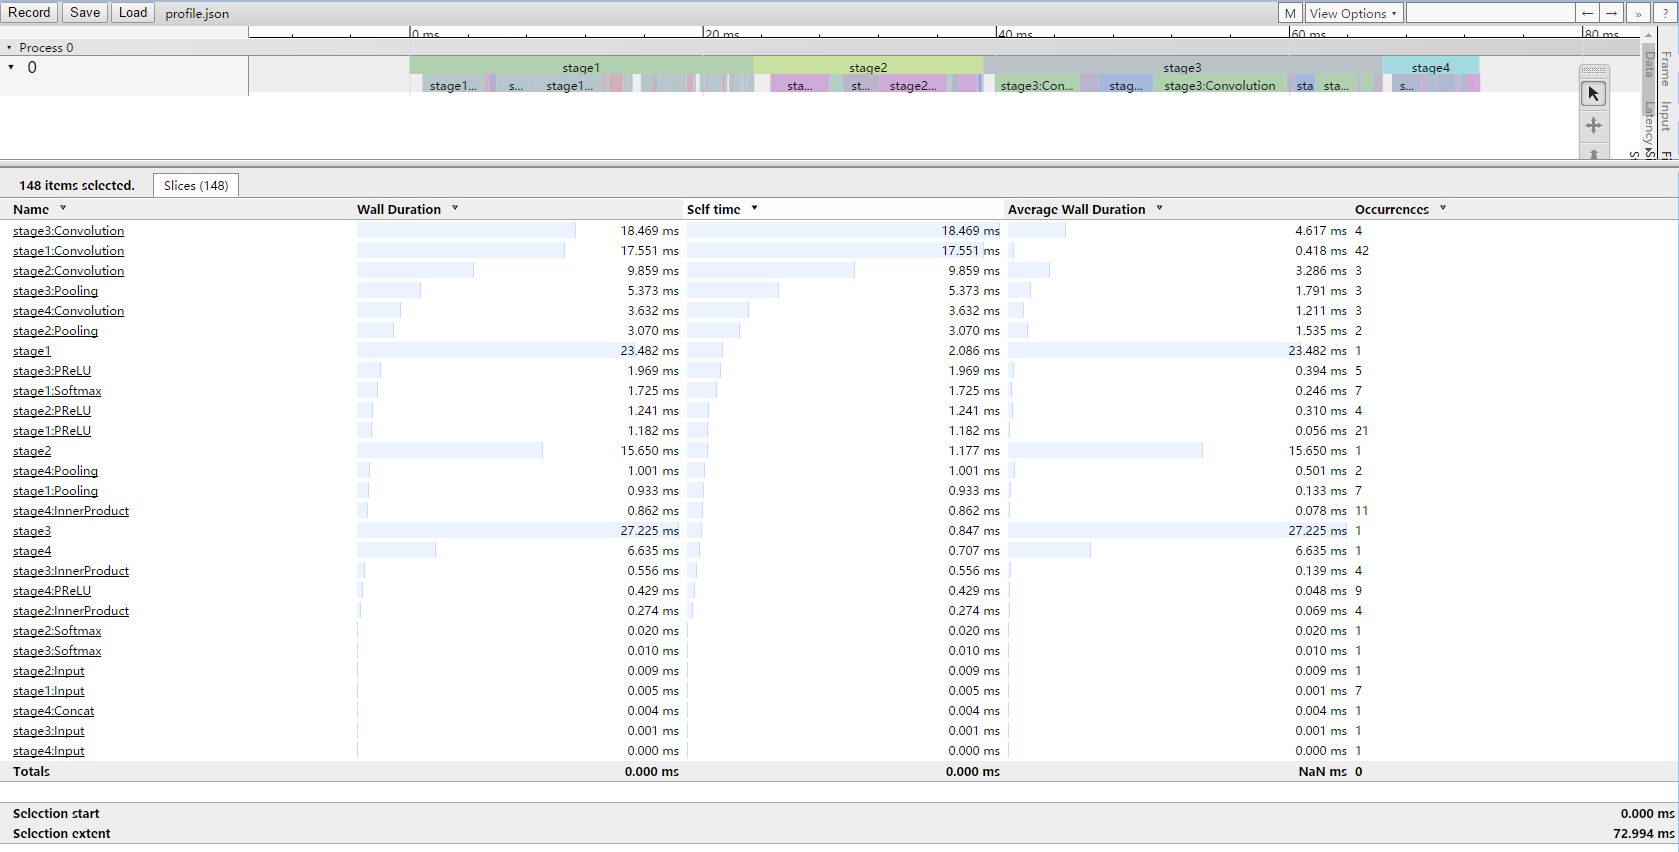 Record Save Load profile.json M View Options ▾ ← → » ?
0 ms 20 ms 40 ms 60 ms 80 ms
▾ Process 0
▾ 0
stage1 stage2 stage3 stage4
stage1... s... stage1... sta... st... stage2... stage3:Con... stag... stage3:Convolution sta sta... s...
Data
Latency
Frame
Input
148 items selected. Slices (148)
Name Wall Duration Self time Average Wall Duration Occurrences
stage3:Convolution 18.469 ms 18.469 ms 4.617 ms 4
stage1:Convolution 17.551 ms 17.551 ms 0.418 ms 42
stage2:Convolution 9.859 ms 9.859 ms 3.286 ms 3
stage3:Pooling 5.373 ms 5.373 ms 1.791 ms 3
stage4:Convolution 3.632 ms 3.632 ms 1.211 ms 3
stage2:Pooling 3.070 ms 3.070 ms 1.535 ms 2
stage1 23.482 ms 2.086 ms 23.482 ms 1
stage3:PReLU 1.969 ms 1.969 ms 0.394 ms 5
stage1:Softmax 1.725 ms 1.725 ms 0.246 ms 7
stage2:PReLU 1.241 ms 1.241 ms 0.310 ms 4
stage1:PReLU 1.182 ms 1.182 ms 0.056 ms 21
stage2 15.650 ms 1.177 ms 15.650 ms 1
stage4:Pooling 1.001 ms 1.001 ms 0.501 ms 2
stage1:Pooling 0.933 ms 0.933 ms 0.133 ms 7
stage4:InnerProduct 0.862 ms 0.862 ms 0.078 ms 11
stage3 27.225 ms 0.847 ms 27.225 ms 1
stage4 6.635 ms 0.707 ms 6.635 ms 1
stage3:InnerProduct 0.556 ms 0.556 ms 0.139 ms 4
stage4:PReLU 0.429 ms 0.429 ms 0.048 ms 9
stage2:InnerProduct 0.274 ms 0.274 ms 0.069 ms 4
stage2:Softmax 0.020 ms 0.020 ms 0.020 ms 1
stage3:Softmax 0.010 ms 0.010 ms 0.010 ms 1
stage2:Input 0.009 ms 0.009 ms 0.009 ms 1
stage1:Input 0.005 ms 0.005 ms 0.001 ms 7
stage4:Concat 0.004 ms 0.004 ms 0.004 ms 1
stage3:Input 0.001 ms 0.001 ms 0.001 ms 1
stage4:Input 0.000 ms 0.000 ms 0.000 ms 1
Totals 0.000 ms 0.000 ms NaN ms 0
Selection start 0.000 ms
Selection extent 72.994 ms